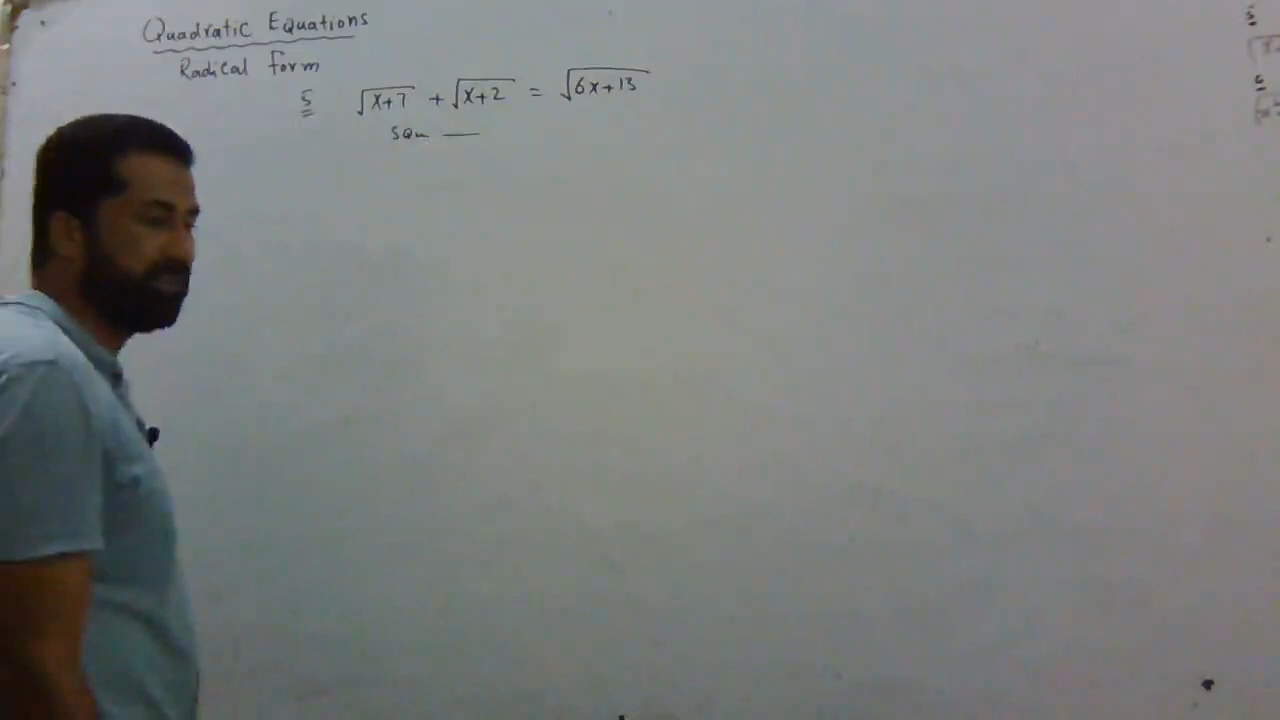 Quadratic Equations
Radical form
5 √x+7 + √x+2 = √6x+13
Squ —